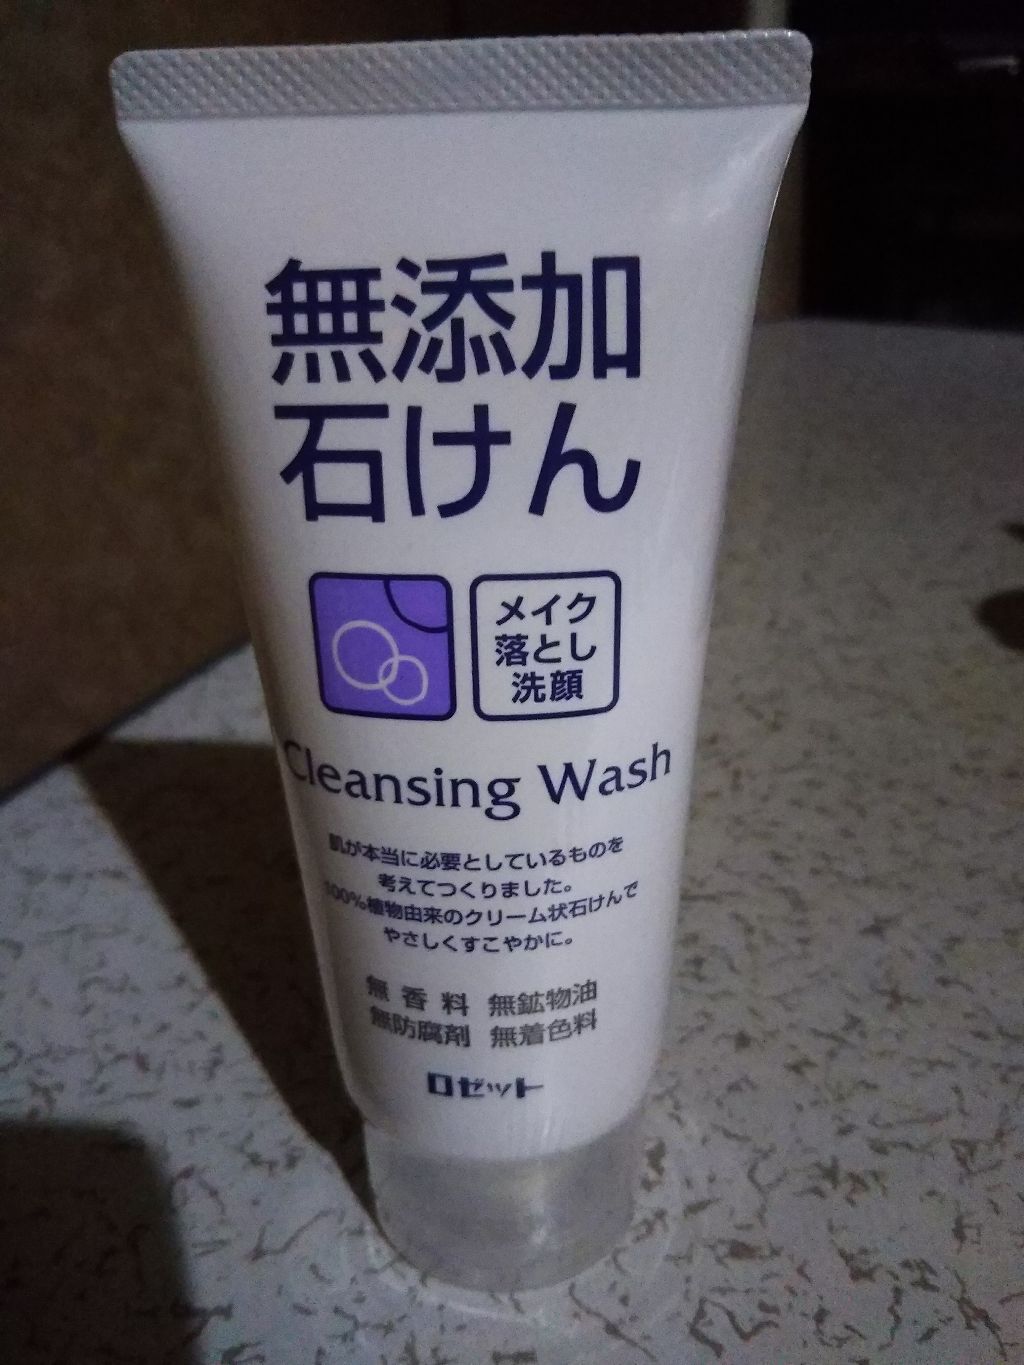 無添加
石けん
メイク
落とし
洗顔
Cleansing Wash
肌が本当に必要としているものを
考えてつくりました。
100%植物由来のクリーム状石けんで
やさしくすこやかに。
無香料 無鉱物油
無防腐剤 無着色料
ロゼット